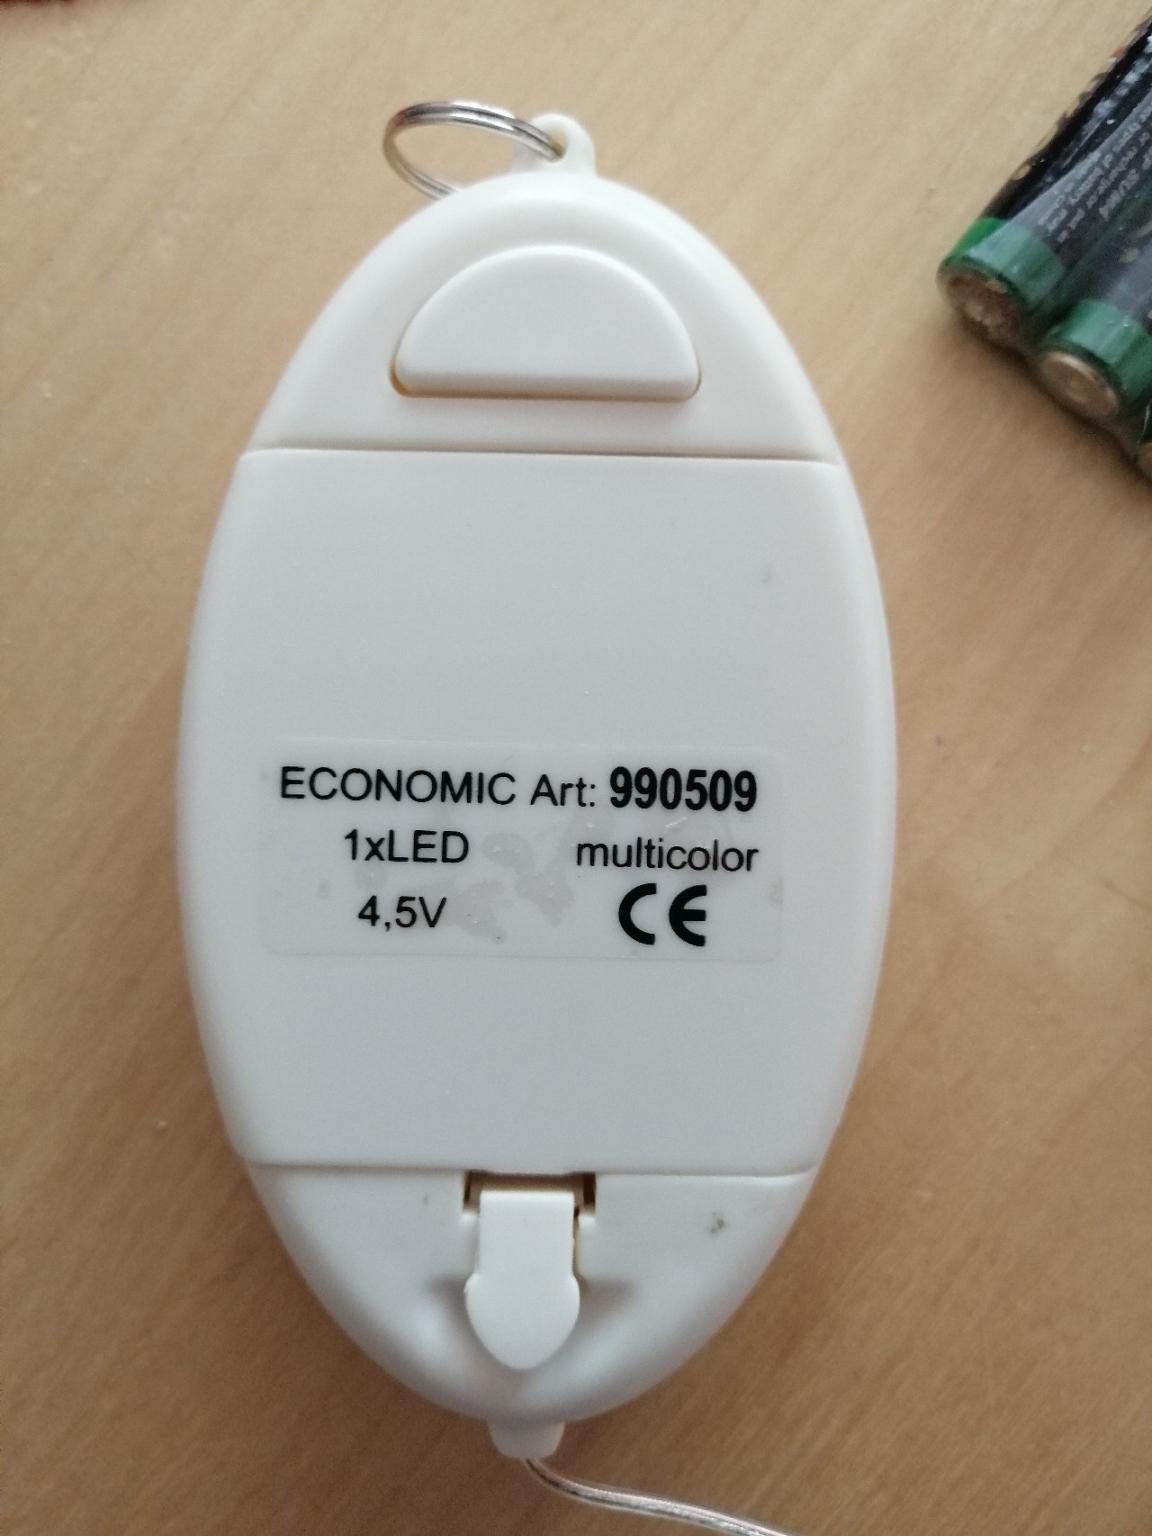 ECONOMIC Art: 990509
1xLED multicolor
4,5V CE